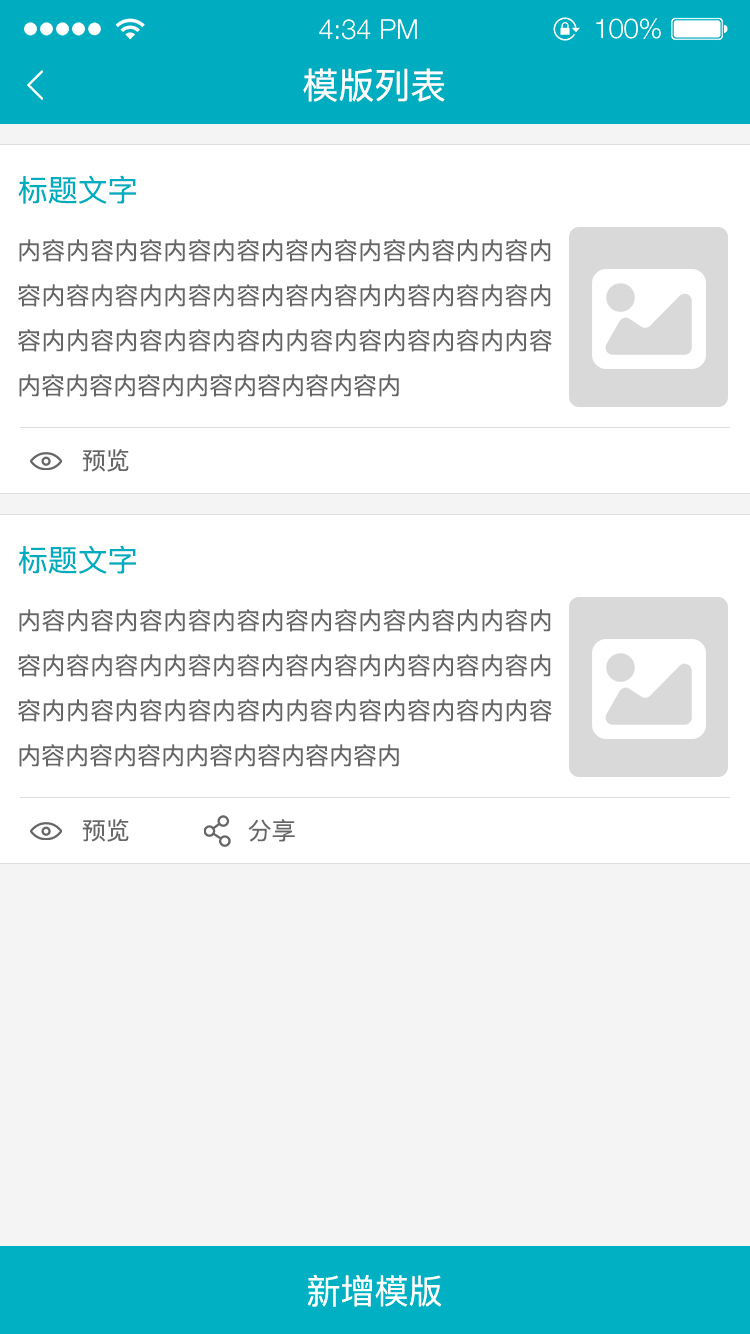 4:34 PM
100%
模版列表
标题文字
内容内容内容内容内容内容内容内容内容内内容内
容内容内容内内容内容内容内容内内容内容内容内
容内内容内容内容内容内内容内容内容内容内内容
内容内容内容内内容内容内容内容内
预览
标题文字
内容内容内容内容内容内容内容内容内容内内容内
容内容内容内内容内容内容内容内内容内容内容内
容内内容内容内容内容内内容内容内容内容内内容
内容内容内容内内容内容内容内容内
预览 分享
新增模版